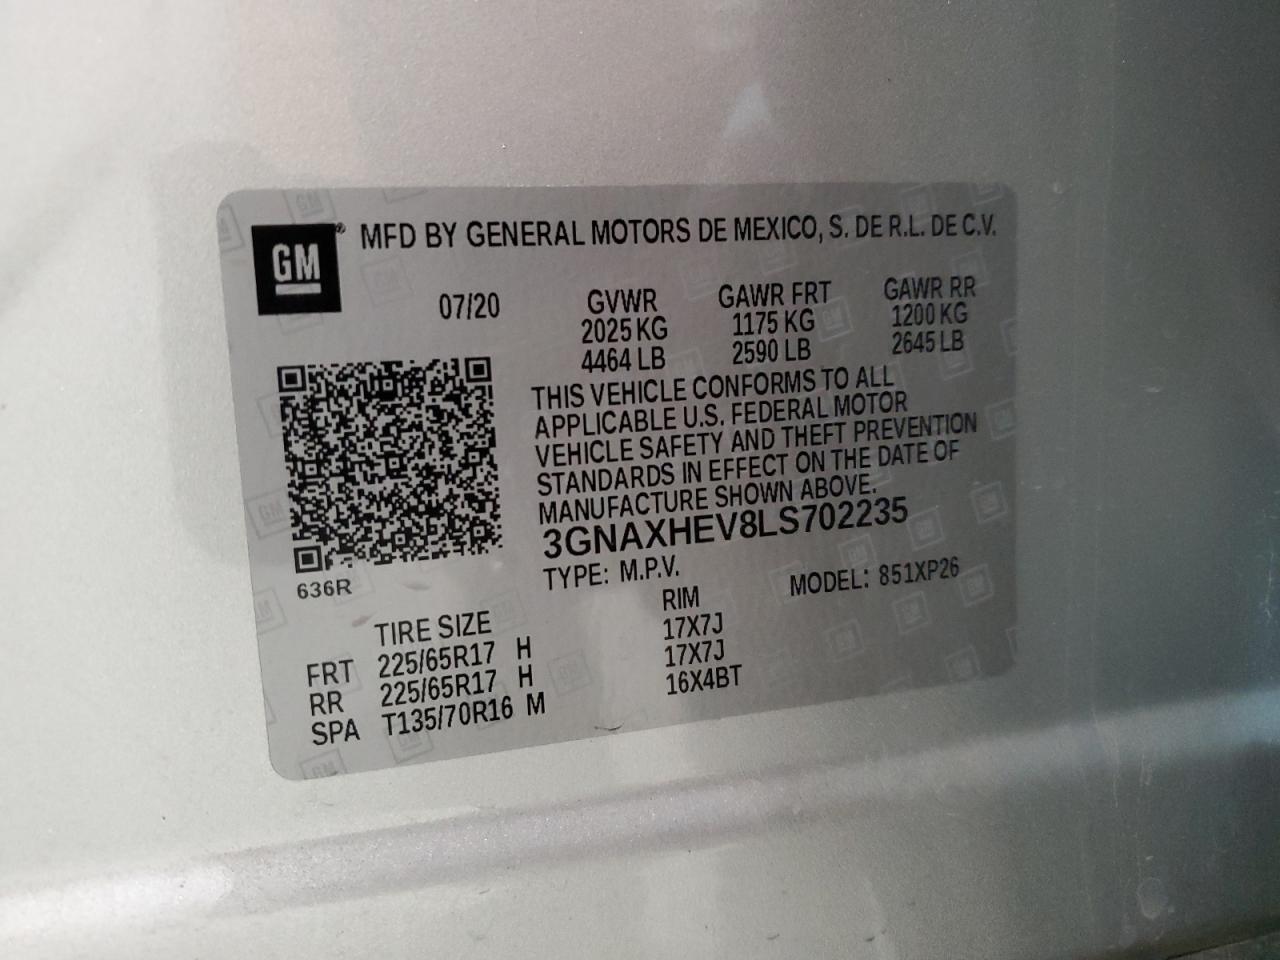 GM® MFD BY GENERAL MOTORS DE MEXICO, S. DE R.L. DE C.V.
07/20 GVWR GAWR FRT GAWR RR
2025 KG 1175 KG 1200 KG
4464 LB 2590 LB 2645 LB
THIS VEHICLE CONFORMS TO ALL
APPLICABLE U.S. FEDERAL MOTOR
VEHICLE SAFETY AND THEFT PREVENTION
STANDARDS IN EFFECT ON THE DATE OF
MANUFACTURE SHOWN ABOVE.
3GNAXHEV8LS702235
636R
TYPE: M.P.V. MODEL: 851XP26
TIRE SIZE RIM
FRT 225/65R17 H 17X7J
RR 225/65R17 H 17X7J
SPA T135/70R16 M 16X4BT